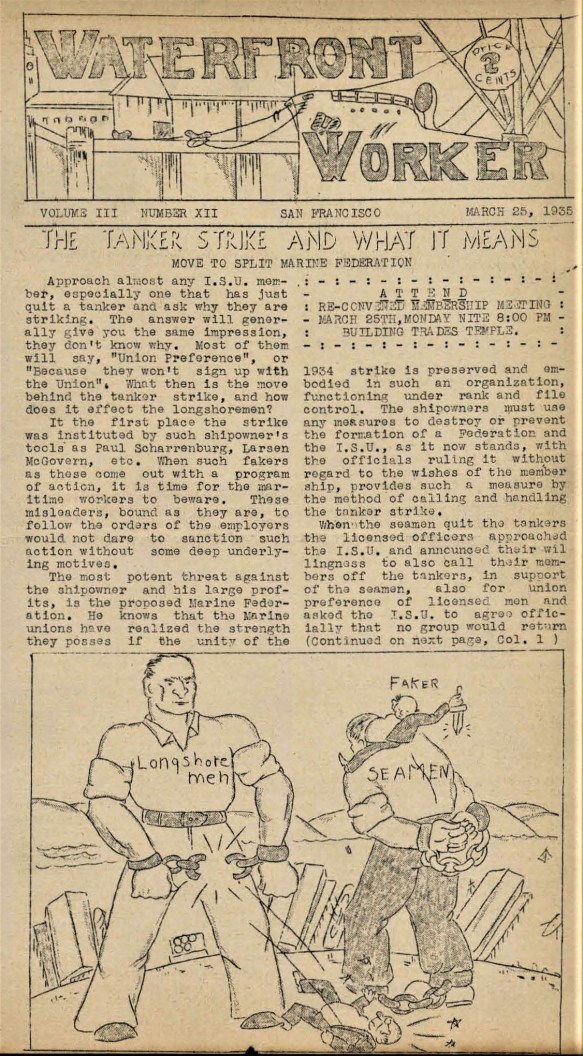 WATERFRONT
PRICE
2
CENTS
WORKER
VOLUME III NUMBER XII SAN FRANCISCO MARCH 25, 1935
THE TANKER STRIKE AND WHAT IT MEANS
MOVE TO SPLIT MARINE FEDERATION
Approach almost any I.S.U. mem-
ber, especially one that has just
quit a tanker and ask why they are
striking. The answer will gener-
ally give you the same impression,
they don't know why. Most of them
will say, "Union Preference", or
"Because they won't sign up with
the Union". What then is the move
behind the tanker strike, and how
does it effect the longshoremen?
It the first place the strike
was instituted by such shipowner's
tools as Paul Scharrenburg, Larsen
McGovern, etc. When such fakers
as these come out with a program
of action, it is time for the mar-
itime workers to beware. These
misleaders, bound as they are, to
follow the orders of the employers
would not dare to sanction such
action without some deep underly-
ing motives.
The most potent threat against
the shipowner and his large prof-
its, is the proposed Marine Feder-
ation. He knows that the Marine
unions have realized the strength
they posses if the unity of the
ATTEND
RE-CONVENED MEMBERSHIP MEETING
MARCH 25TH, MONDAY NITE 8:00 PM
BUILDING TRADES TEMPLE.
1934 strike is preserved and em-
bodied in such an organization,
functioning under rank and file
control. The shipowners must use
any measures to destroy or prevent
the formation of a Federation and
the I.S.U., as it now stands, with
the officials ruling it without
regard to the wishes of the member
ship, provides such a measure by
the method of calling and handling
the tanker strike.
When the seamen quit the tankers
the licensed officers approached
the I.S.U. and announced their wil
lingness to also call their mem-
bers off the tankers, in support
of the seamen, also for union
preference of licensed men and
asked the I.S.U. to agree offic-
ially that no group would return
(Continued on next page, Col. 1 )
Longshore
men
FAKER
SEAMEN